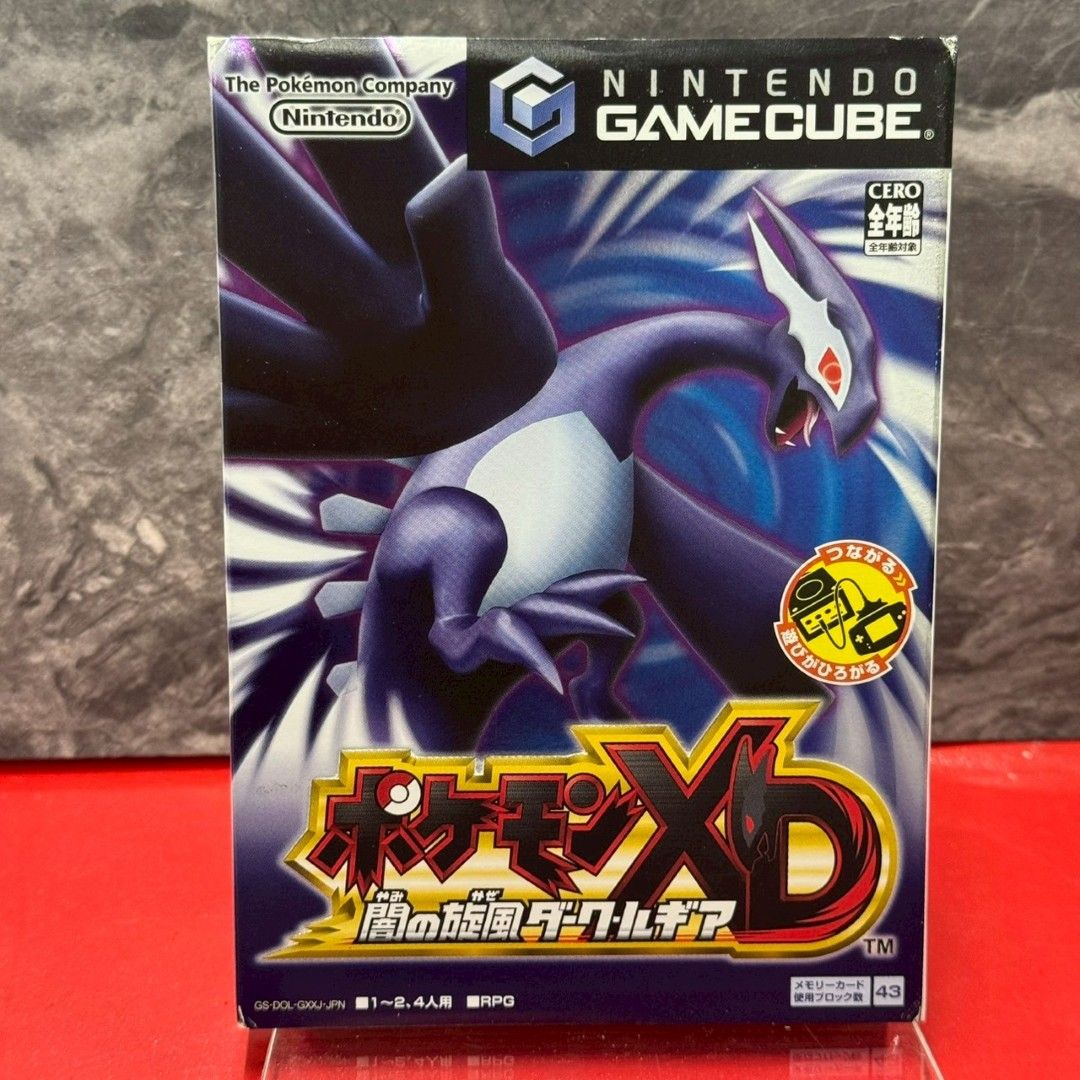 The Pokémon Company
Nintendo®
NINTENDO
GAMECUBE®
CERO
全年齢
全年齢対象
つながる»
遊びがひろがる
ポケモンXD
やみ かぜ
闇の旋風ダーク・ルギア
TM
GS-DOL-GXXJ-JPN ■1～2、4人用 ■RPG
メモリーカード
使用ブロック数 43